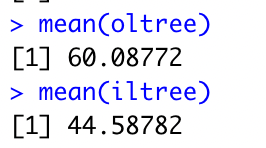 > mean(oltree)
[1] 60.08772
> mean(iltree)
[1] 44.58782